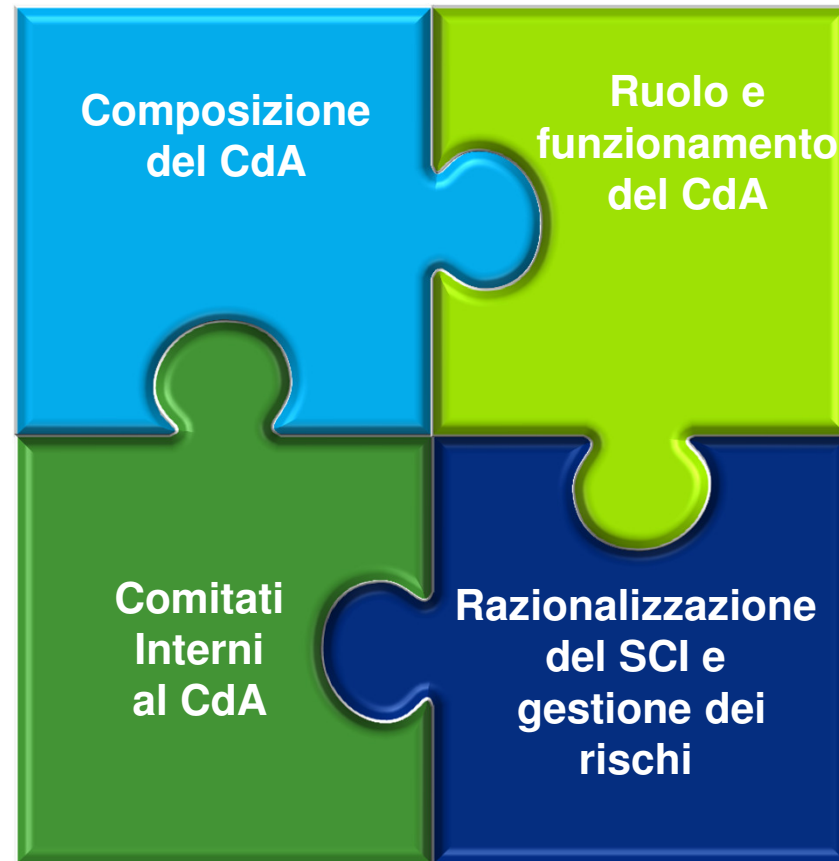 Composizione
del CdA
Ruolo e
funzionamento
del CdA
Comitati
Interni
al CdA
Razionalizzazione
del SCI e
gestione dei
rischi